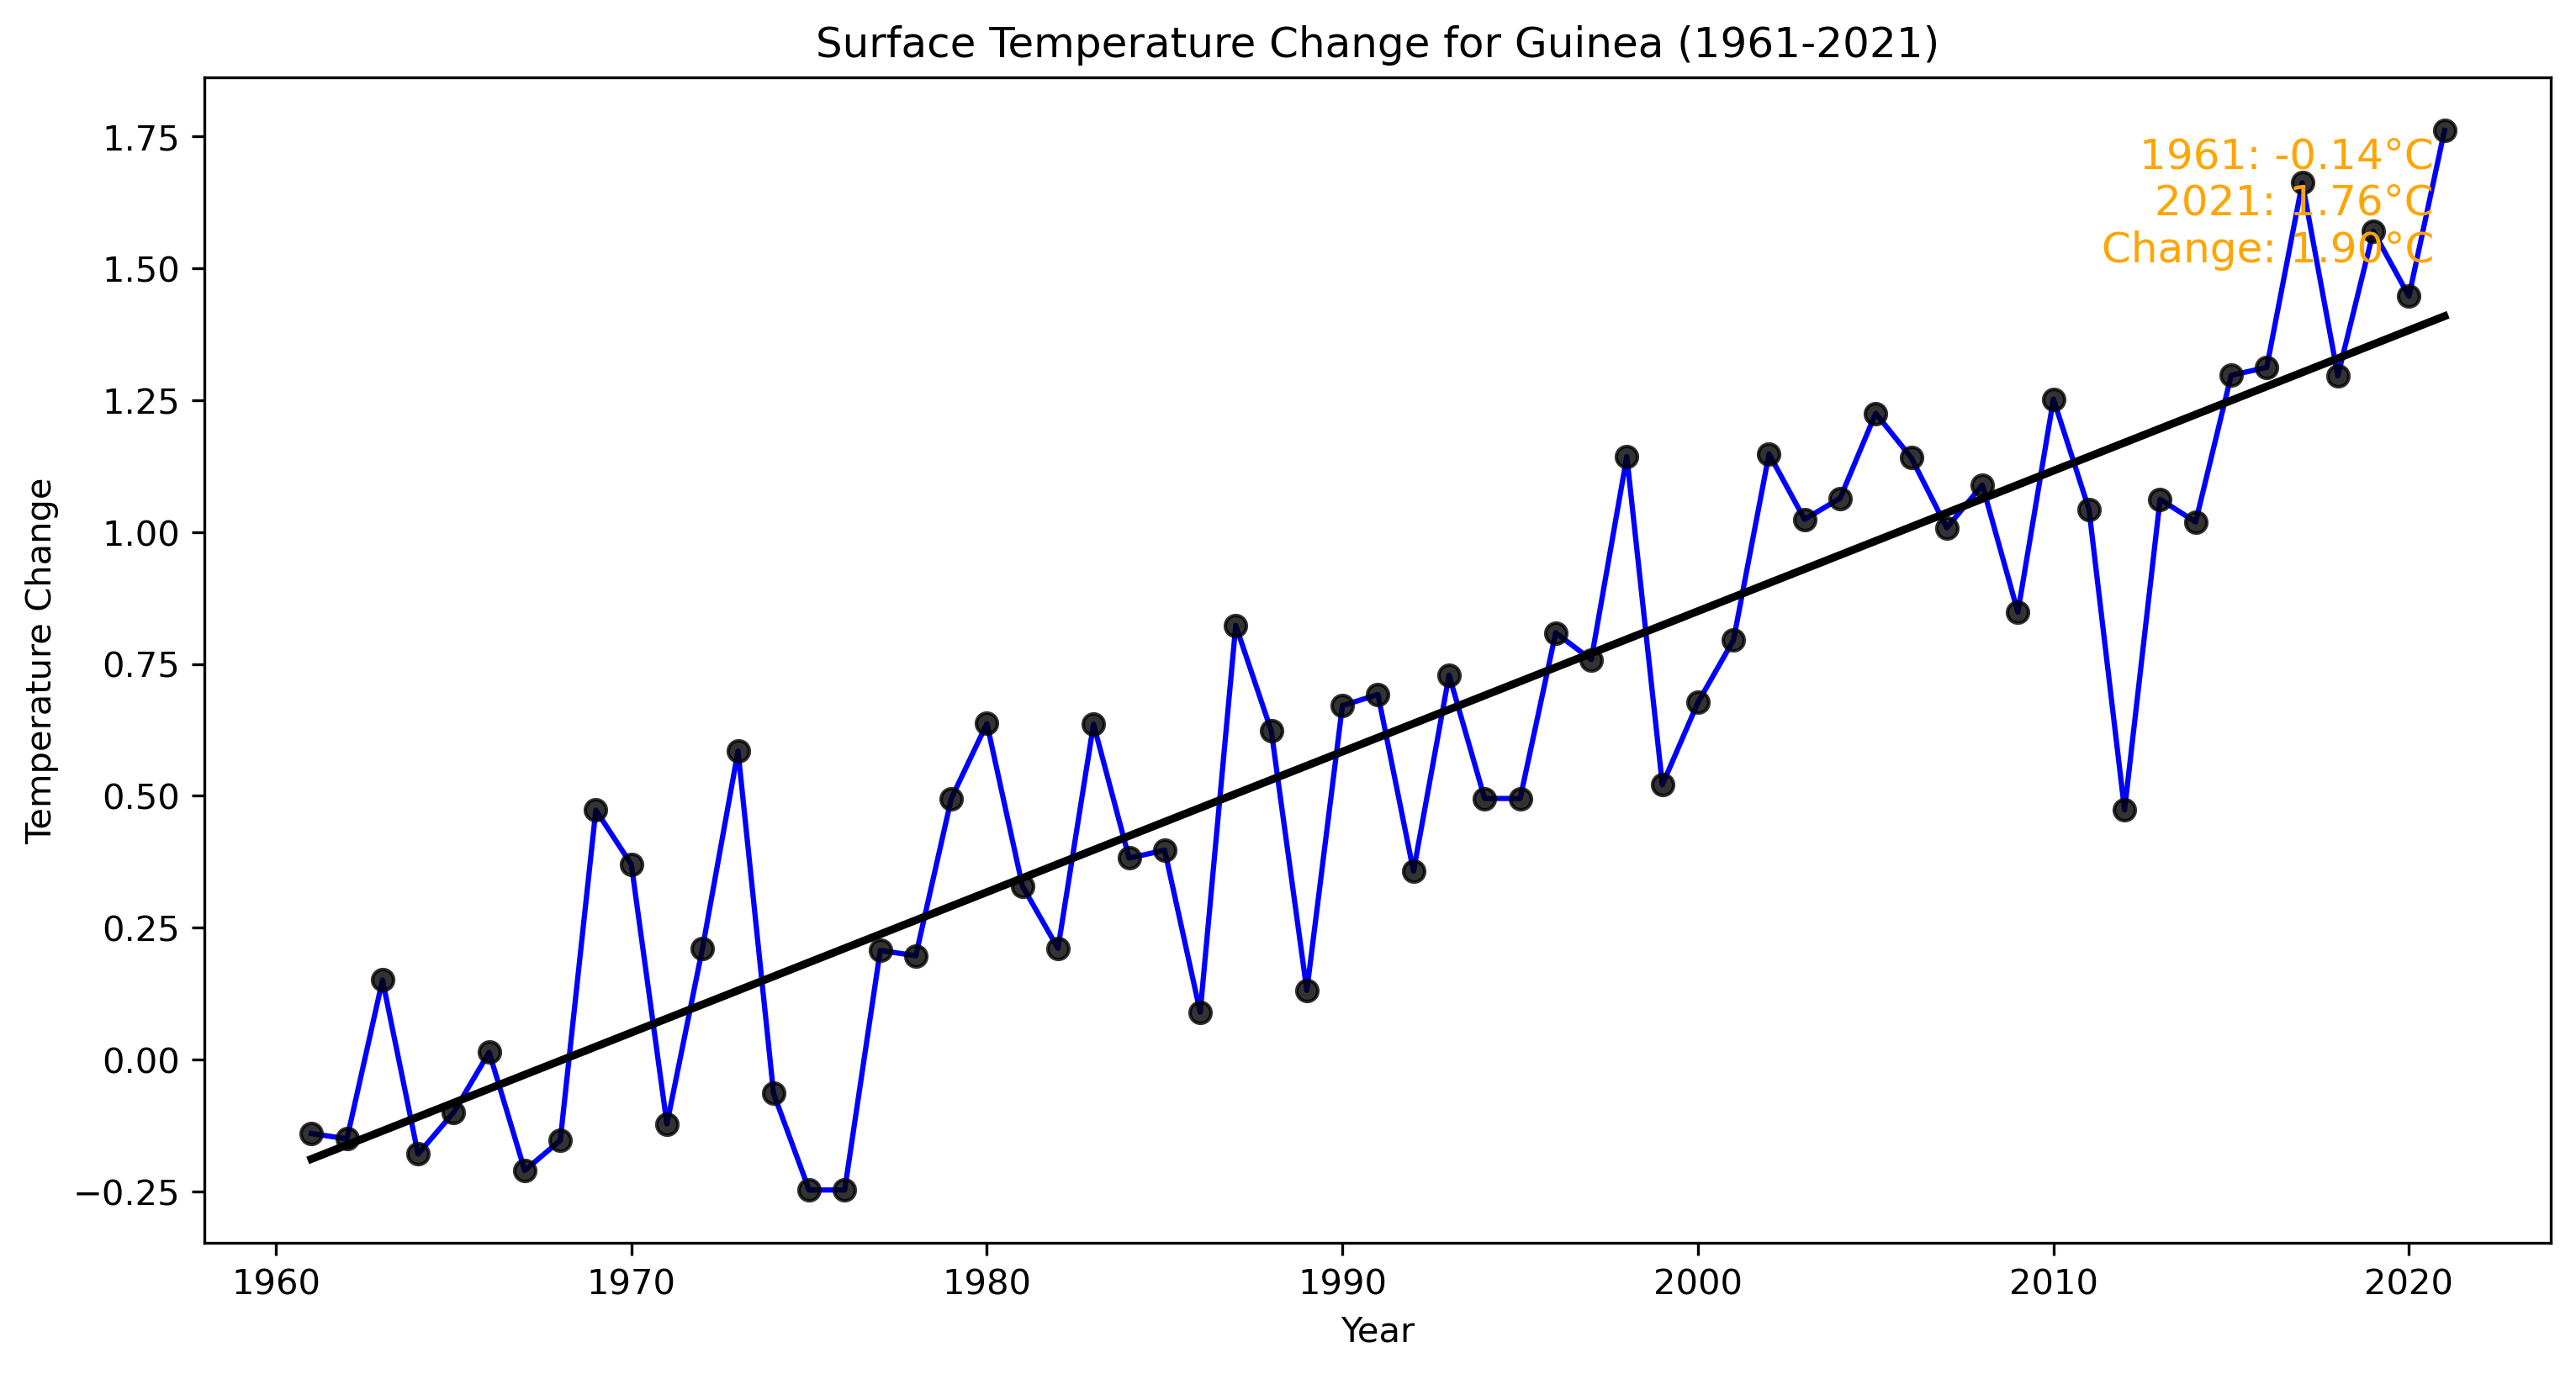 Surface Temperature Change for Guinea (1961-2021)
1961: -0.14°C
2021: 1.76°C
Change: 1.90°C
Temperature Change
1.75
1.50
1.25
1.00
0.75
0.50
0.25
0.00
−0.25
1960 1970 1980 1990 2000 2010 2020
Year